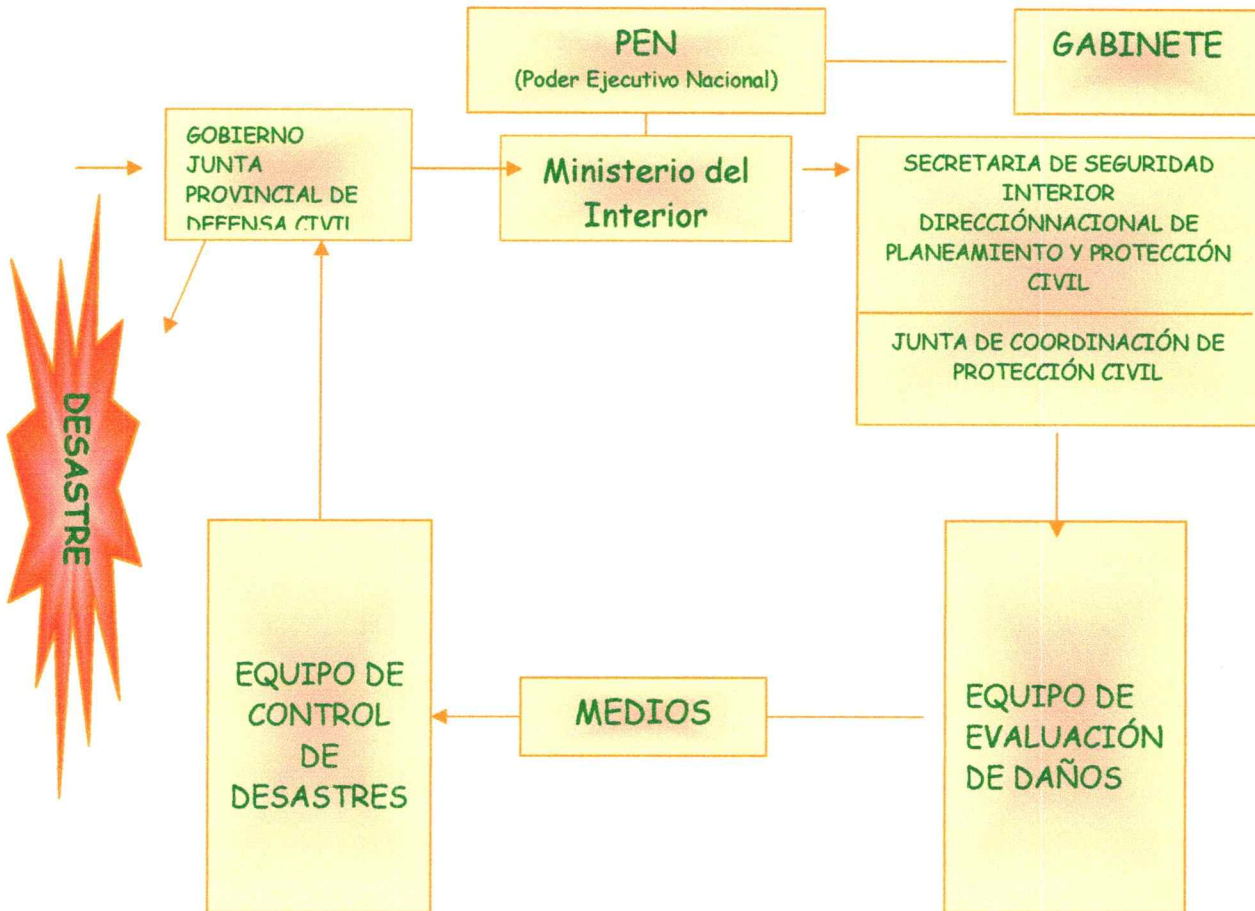 PEN
(Poder Ejecutivo Nacional)
GABINETE
GOBIERNO
JUNTA
PROVINCIAL DE
DEFENSA CIVIL
Ministerio del
Interior
SECRETARIA DE SEGURIDAD
INTERIOR
DIRECCIÓNNACIONAL DE
PLANEAMIENTO Y PROTECCIÓN
CIVIL
JUNTA DE COORDINACIÓN DE
PROTECCIÓN CIVIL
DESASTRE
EQUIPO DE
CONTROL
DE
DESASTRES
MEDIOS
EQUIPO DE
EVALUACIÓN
DE DAÑOS